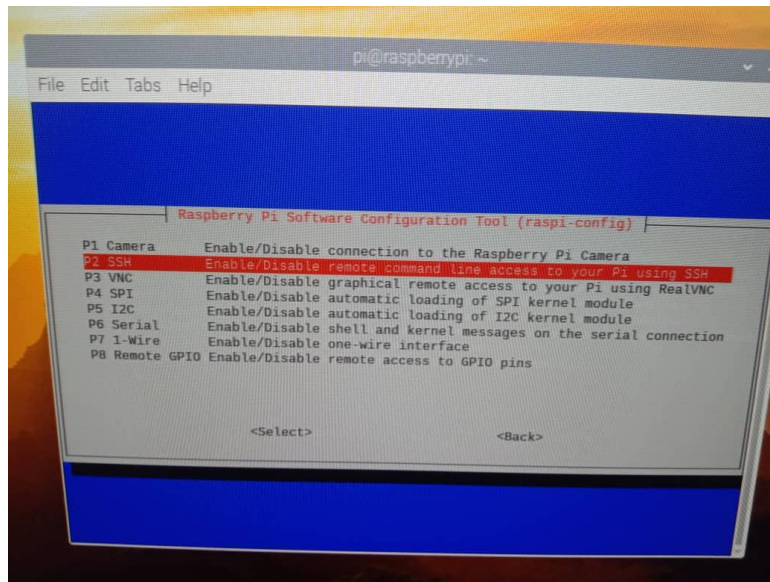 pi@raspberrypi: ~
File Edit Tabs Help
Raspberry Pi Software Configuration Tool (raspi-config)
P1 Camera Enable/Disable connection to the Raspberry Pi Camera
P2 SSH Enable/Disable remote command line access to your Pi using SSH
P3 VNC Enable/Disable graphical remote access to your Pi using RealVNC
P4 SPI Enable/Disable automatic loading of SPI kernel module
P5 I2C Enable/Disable automatic loading of I2C kernel module
P6 Serial Enable/Disable shell and kernel messages on the serial connection
P7 1-Wire Enable/Disable one-wire interface
P8 Remote GPIO Enable/Disable remote access to GPIO pins
<Select> <Back>